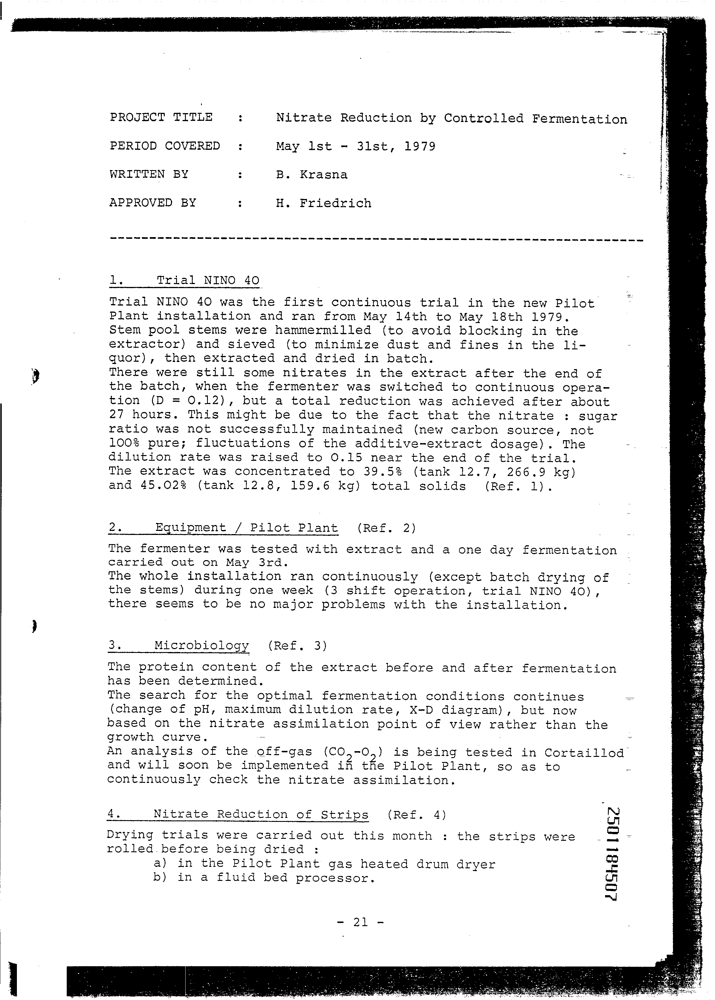 PROJECT TITLE : Nitrate Reduction by Controlled Fermentation
PERIOD COVERED : May 1st - 31st, 1979
WRITTEN BY : B. Krasna
APPROVED BY : H. Friedrich
1. Trial NINO 40
Trial NINO 40 was the first continuous trial in the new Pilot
Plant installation and ran from May 14th to May 18th 1979.
Stem pool stems were hammermilled (to avoid blocking in the
extractor) and sieved (to minimize dust and fines in the li-
quor), then extracted and dried in batch.
There were still some nitrates in the extract after the end of
the batch, when the fermenter was switched to continuous opera-
tion (D = 0.12), but a total reduction was achieved after about
27 hours. This might be due to the fact that the nitrate : sugar
ratio was not successfully maintained (new carbon source, not
100% pure; fluctuations of the additive-extract dosage). The
dilution rate was raised to 0.15 near the end of the trial.
The extract was concentrated to 39.5% (tank 12.7, 266.9 kg)
and 45.02% (tank 12.8, 159.6 kg) total solids (Ref. 1).
2. Equipment / Pilot Plant (Ref. 2)
The fermenter was tested with extract and a one day fermentation
carried out on May 3rd.
The whole installation ran continuously (except batch drying of
the stems) during one week (3 shift operation, trial NINO 40),
there seems to be no major problems with the installation.
3. Microbiology (Ref. 3)
The protein content of the extract before and after fermentation
has been determined.
The search for the optimal fermentation conditions continues
(change of pH, maximum dilution rate, X-D diagram), but now
based on the nitrate assimilation point of view rather than the
growth curve.
An analysis of the off-gas (CO2-O2) is being tested in Cortaillod
and will soon be implemented in the Pilot Plant, so as to
continuously check the nitrate assimilation.
4. Nitrate Reduction of Strips (Ref. 4)
Drying trials were carried out this month : the strips were
rolled before being dried :
a) in the Pilot Plant gas heated drum dryer
b) in a fluid bed processor.
- 21 -
2501184507